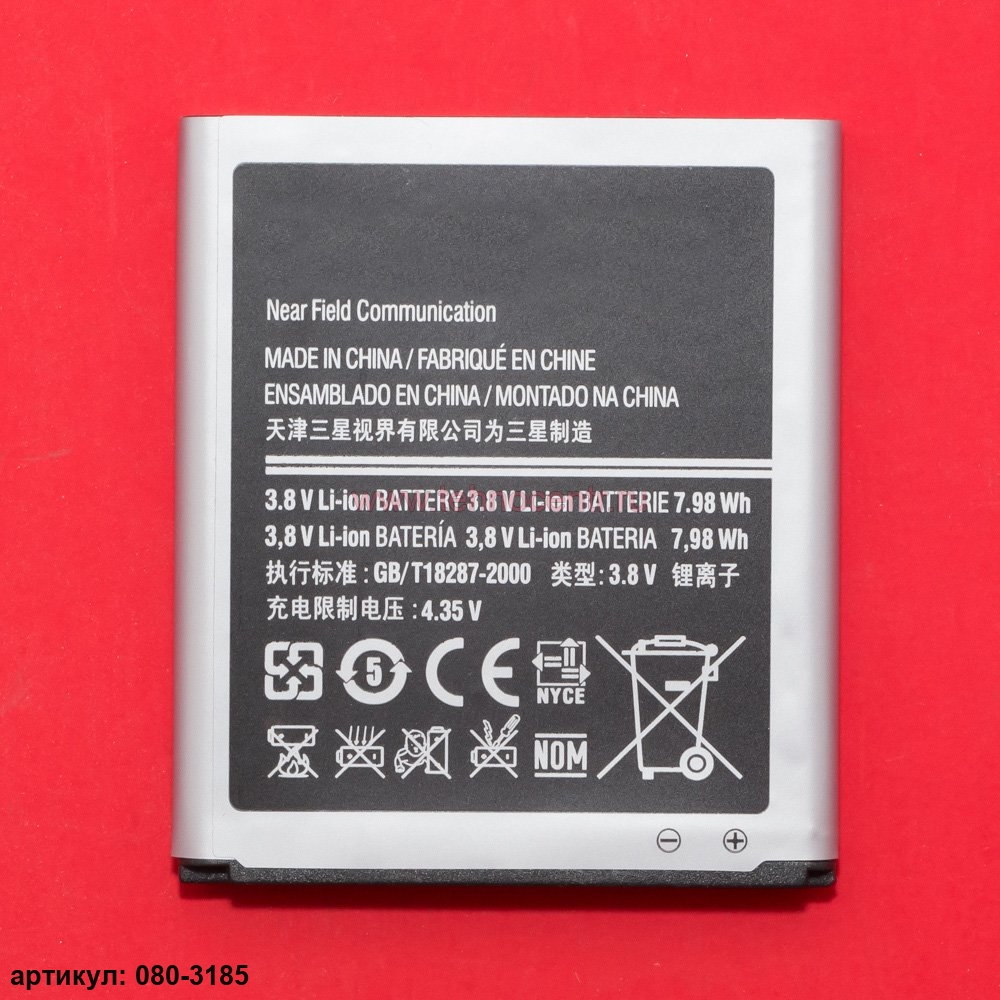 Near Field Communication
MADE IN CHINA / FABRIQUÉ EN CHINE
ENSAMBLADO EN CHINA / MONTADO NA CHINA
天津三星视界有限公司为三星制造
3.8 V Li-ion BATTERY 3.8 V Li-ion BATTERIE 7.98 Wh
3,8 V Li-ion BATERÍA 3,8 V Li-ion BATERIA 7,98 Wh
执行标准 : GB/T18287-2000 类型: 3.8 V 锂离子
充电限制电压 : 4.35 V
5 CE NYCE
NOM
артикул: 080-3185